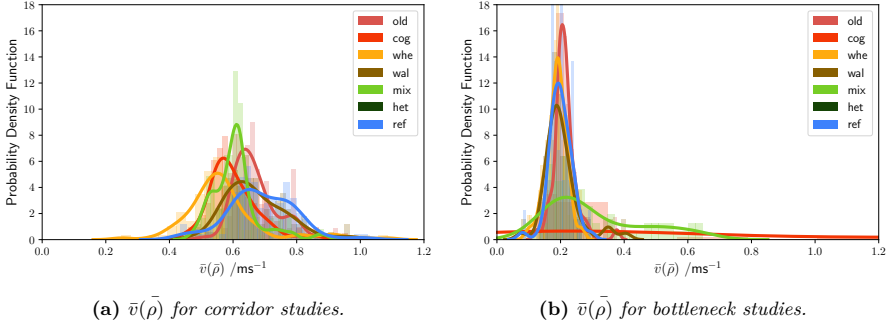 18
16
14
12
10
8
6
4
2
0
Probability Density Function
0.0 0.2 0.4 0.6 0.8 1.0 1.2
v̄(ρ̄) /ms⁻¹
old
cog
whe
wal
mix
het
ref
(a) v̄(ρ̄) for corridor studies.
18
16
14
12
10
8
6
4
2
0
Probability Density Function
0.0 0.2 0.4 0.6 0.8 1.0 1.2
v̄(ρ̄) /ms⁻¹
old
cog
whe
wal
mix
het
ref
(b) v̄(ρ̄) for bottleneck studies.